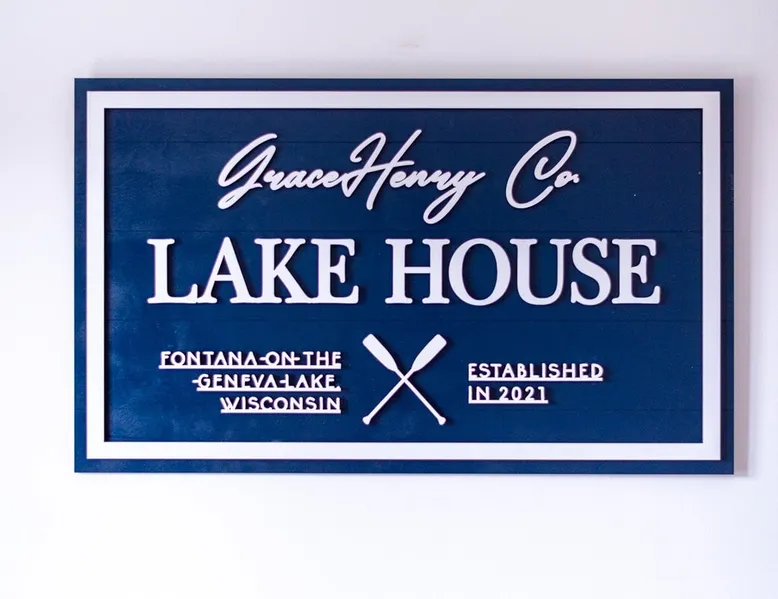 GraceHenry Co.
LAKE HOUSE
FONTANA-ON-THE
-GENEVA-LAKE,
WISCONSIN
ESTABLISHED
IN 2021